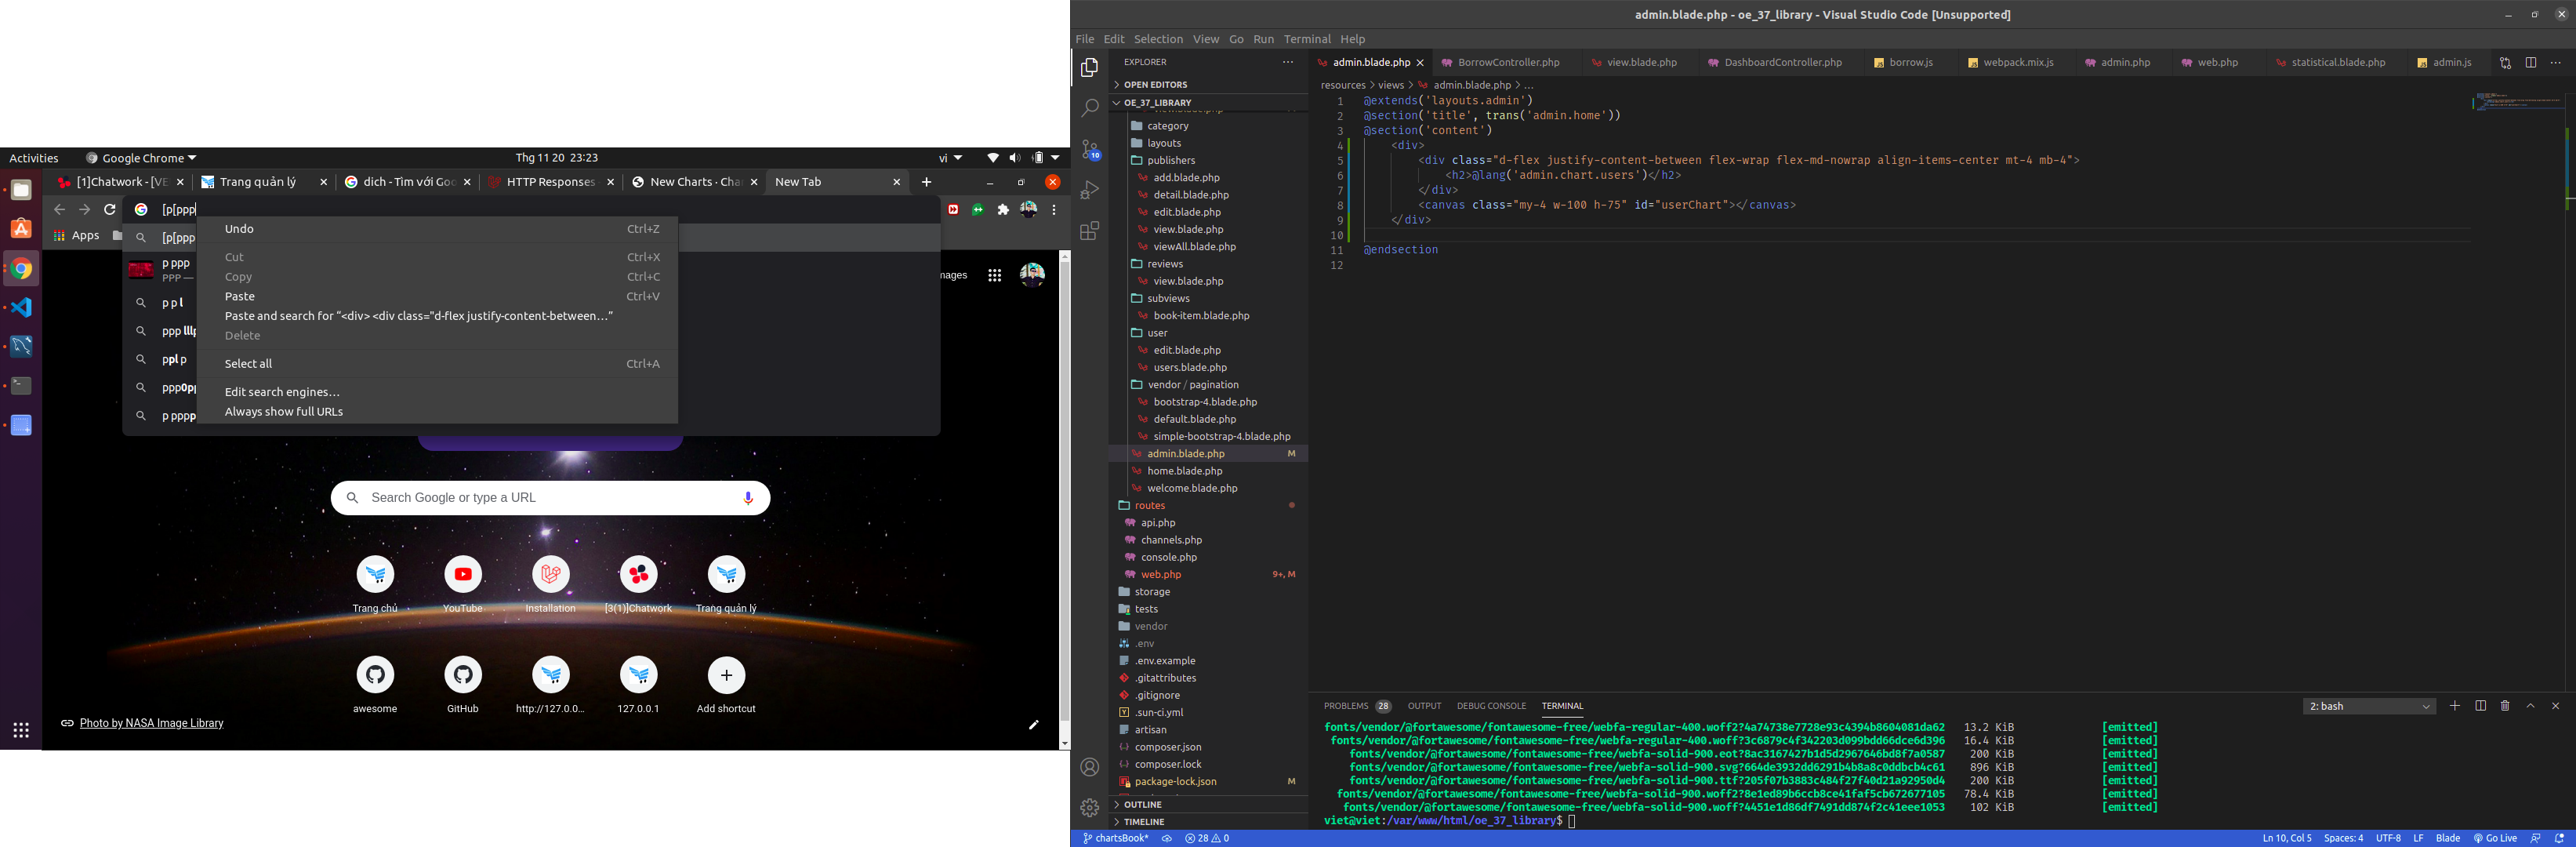 Activities
Google Chrome
Thg 11 20 23:23
vi
[1]Chatwork - [VE
Trang quản lý
dich - Tìm với Goo
HTTP Responses
New Charts · Cha
New Tab
[p[ppp
Apps
[p[ppp
p ppp
PPP —
p p l
ppp lllp
ppl p
ppp0pp
p pppp
Undo Ctrl+Z
Cut Ctrl+X
Copy Ctrl+C
Paste Ctrl+V
Paste and search for “<div> <div class="d-flex justify-content-between…”
Delete
Select all Ctrl+A
Edit search engines…
Always show full URLs
mages
Search Google or type a URL
Trang chủ
YouTube
Installation
[3(1)]Chatwork
Trang quản lý
awesome
GitHub
http://127.0.0...
127.0.0.1
Add shortcut
Photo by NASA Image Library
admin.blade.php - oe_37_library - Visual Studio Code [Unsupported]
File Edit Selection View Go Run Terminal Help
EXPLORER
OPEN EDITORS
OE_37_LIBRARY
category
layouts
publishers
add.blade.php
detail.blade.php
edit.blade.php
view.blade.php
viewAll.blade.php
reviews
view.blade.php
subviews
book-item.blade.php
user
edit.blade.php
users.blade.php
vendor / pagination
bootstrap-4.blade.php
default.blade.php
simple-bootstrap-4.blade.php
admin.blade.php M
home.blade.php
welcome.blade.php
routes
api.php
channels.php
console.php
web.php 9+, M
storage
tests
vendor
.env
.env.example
.gitattributes
.gitignore
.sun-ci.yml
artisan
composer.json
composer.lock
package-lock.json M
OUTLINE
TIMELINE
10
admin.blade.php
BorrowController.php
view.blade.php
DashboardController.php
borrow.js
webpack.mix.js
admin.php
web.php
statistical.blade.php
admin.js
resources > views > admin.blade.php > ...
1 @extends('layouts.admin')
2 @section('title', trans('admin.home'))
3 @section('content')
4 <div>
5 <div class="d-flex justify-content-between flex-wrap flex-md-nowrap align-items-center mt-4 mb-4">
6 <h2>@lang('admin.chart.users')</h2>
7 </div>
8 <canvas class="my-4 w-100 h-75" id="userChart"></canvas>
9 </div>
10
11 @endsection
12
PROBLEMS 28 OUTPUT DEBUG CONSOLE TERMINAL
2: bash
fonts/vendor/@fortawesome/fontawesome-free/webfa-regular-400.woff2?4a74738e7728e93c4394b8604081da62 13.2 KiB [emitted]
fonts/vendor/@fortawesome/fontawesome-free/webfa-regular-400.woff?3c6879c4f342203d099bdd66dce6d396 16.4 KiB [emitted]
fonts/vendor/@fortawesome/fontawesome-free/webfa-solid-900.eot?8ac3167427b1d5d2967646bd8f7a0587 200 KiB [emitted]
fonts/vendor/@fortawesome/fontawesome-free/webfa-solid-900.svg?664de3932dd6291b4b8a8c0ddbcb4c61 896 KiB [emitted]
fonts/vendor/@fortawesome/fontawesome-free/webfa-solid-900.ttf?205f07b3883c484f27f40d21a92950d4 200 KiB [emitted]
fonts/vendor/@fortawesome/fontawesome-free/webfa-solid-900.woff2?8e1ed89b6ccb8ce41faf5cb672677105 78.4 KiB [emitted]
fonts/vendor/@fortawesome/fontawesome-free/webfa-solid-900.woff?4451e1d86df7491dd874f2c41eee1053 102 KiB [emitted]
viet@viet:/var/www/html/oe_37_library$
chartsBook* 28 0
Ln 10, Col 5 Spaces: 4 UTF-8 LF Blade Go Live